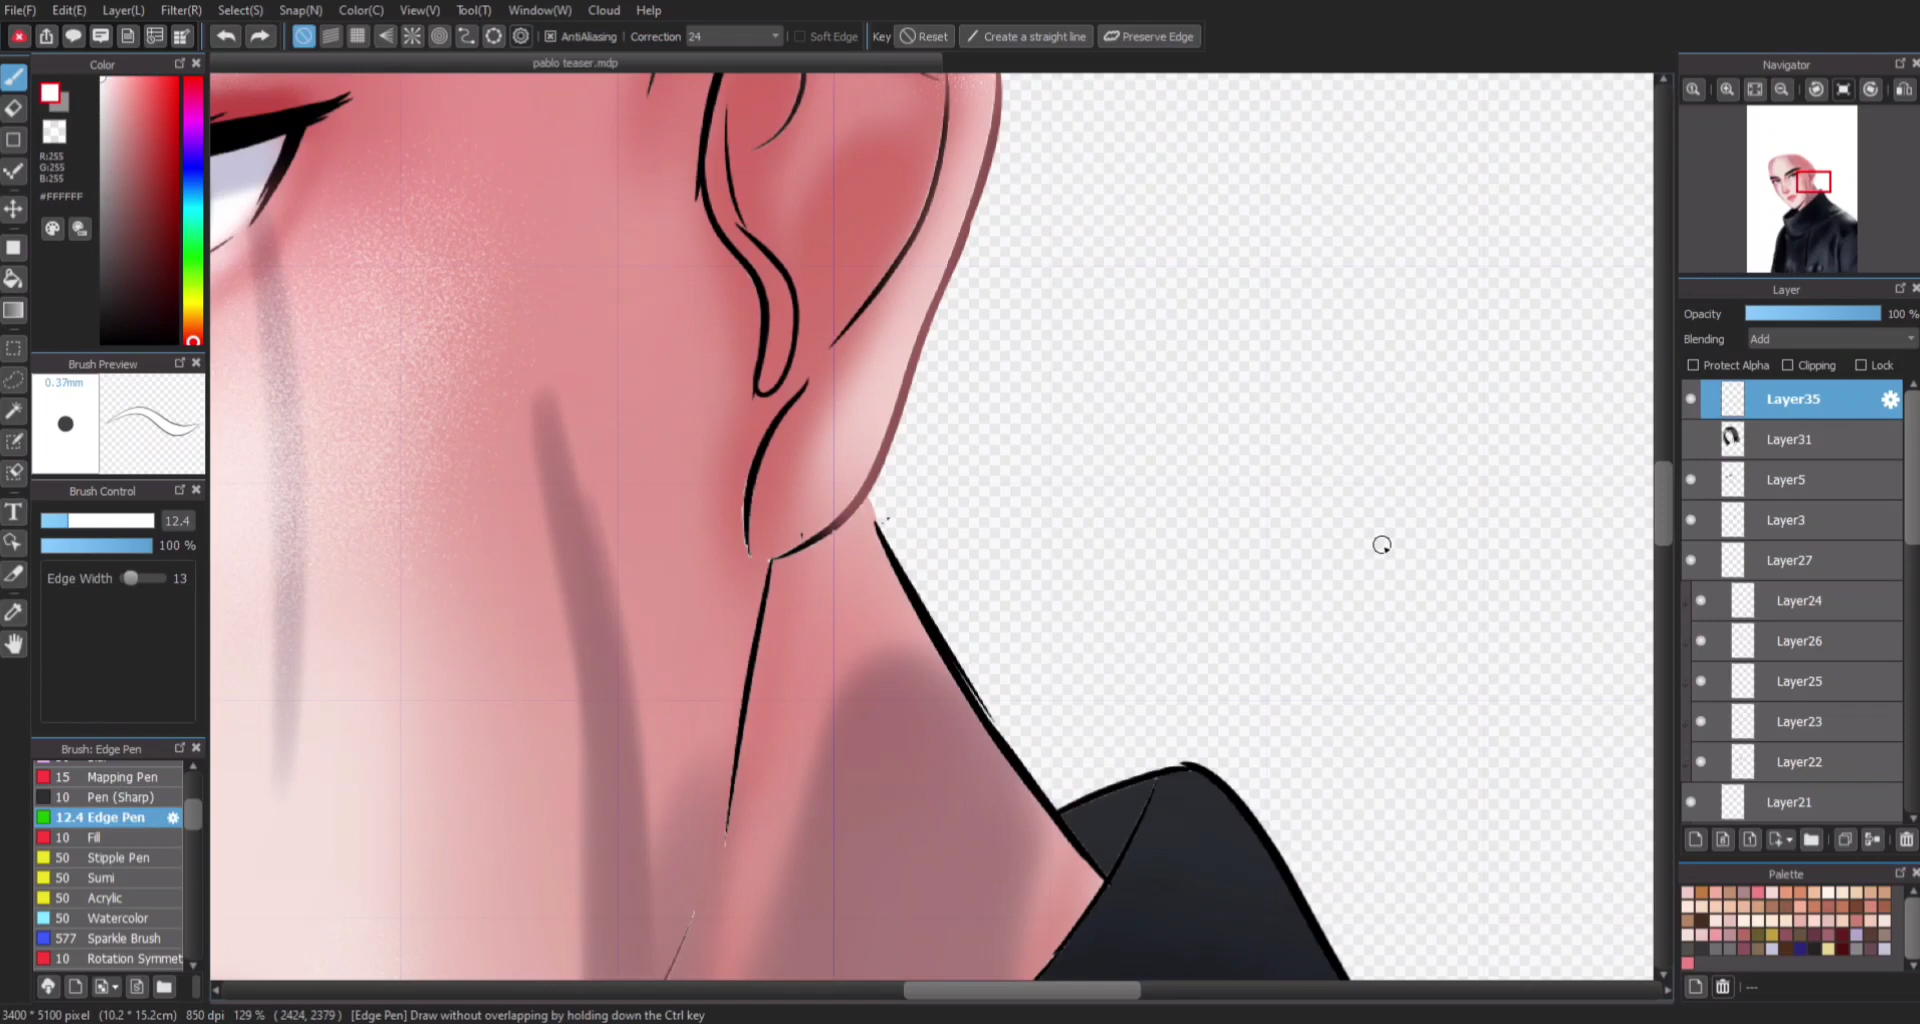 File(F) Edit(E) Layer(L) Filter(R) Select(S) Snap(N) Color(C) View(V) Tool(T) Window(W) Cloud Help
AntiAliasing Correction 24 Soft Edge Key Reset Create a straight line Preserve Edge
Color
pablo teaser.mdp
R:255
G:255
B:255
#FFFFFF
Brush Preview
0.37mm
Brush Control
12.4
100 %
Edge Width 13
Brush: Edge Pen
15 Mapping Pen
10 Pen (Sharp)
12.4 Edge Pen
10 Fill
50 Stipple Pen
50 Sumi
50 Acrylic
50 Watercolor
577 Sparkle Brush
10 Rotation Symmet
Navigator
Layer
Opacity 100 %
Blending Add
Protect Alpha Clipping Lock
Layer35
Layer31
Layer5
Layer3
Layer27
Layer24
Layer26
Layer25
Layer23
Layer22
Layer21
Palette
---
3400 * 5100 pixel (10.2 * 15.2cm) 850 dpi 129 % ( 2424, 2379 ) [Edge Pen] Draw without overlapping by holding down the Ctrl key